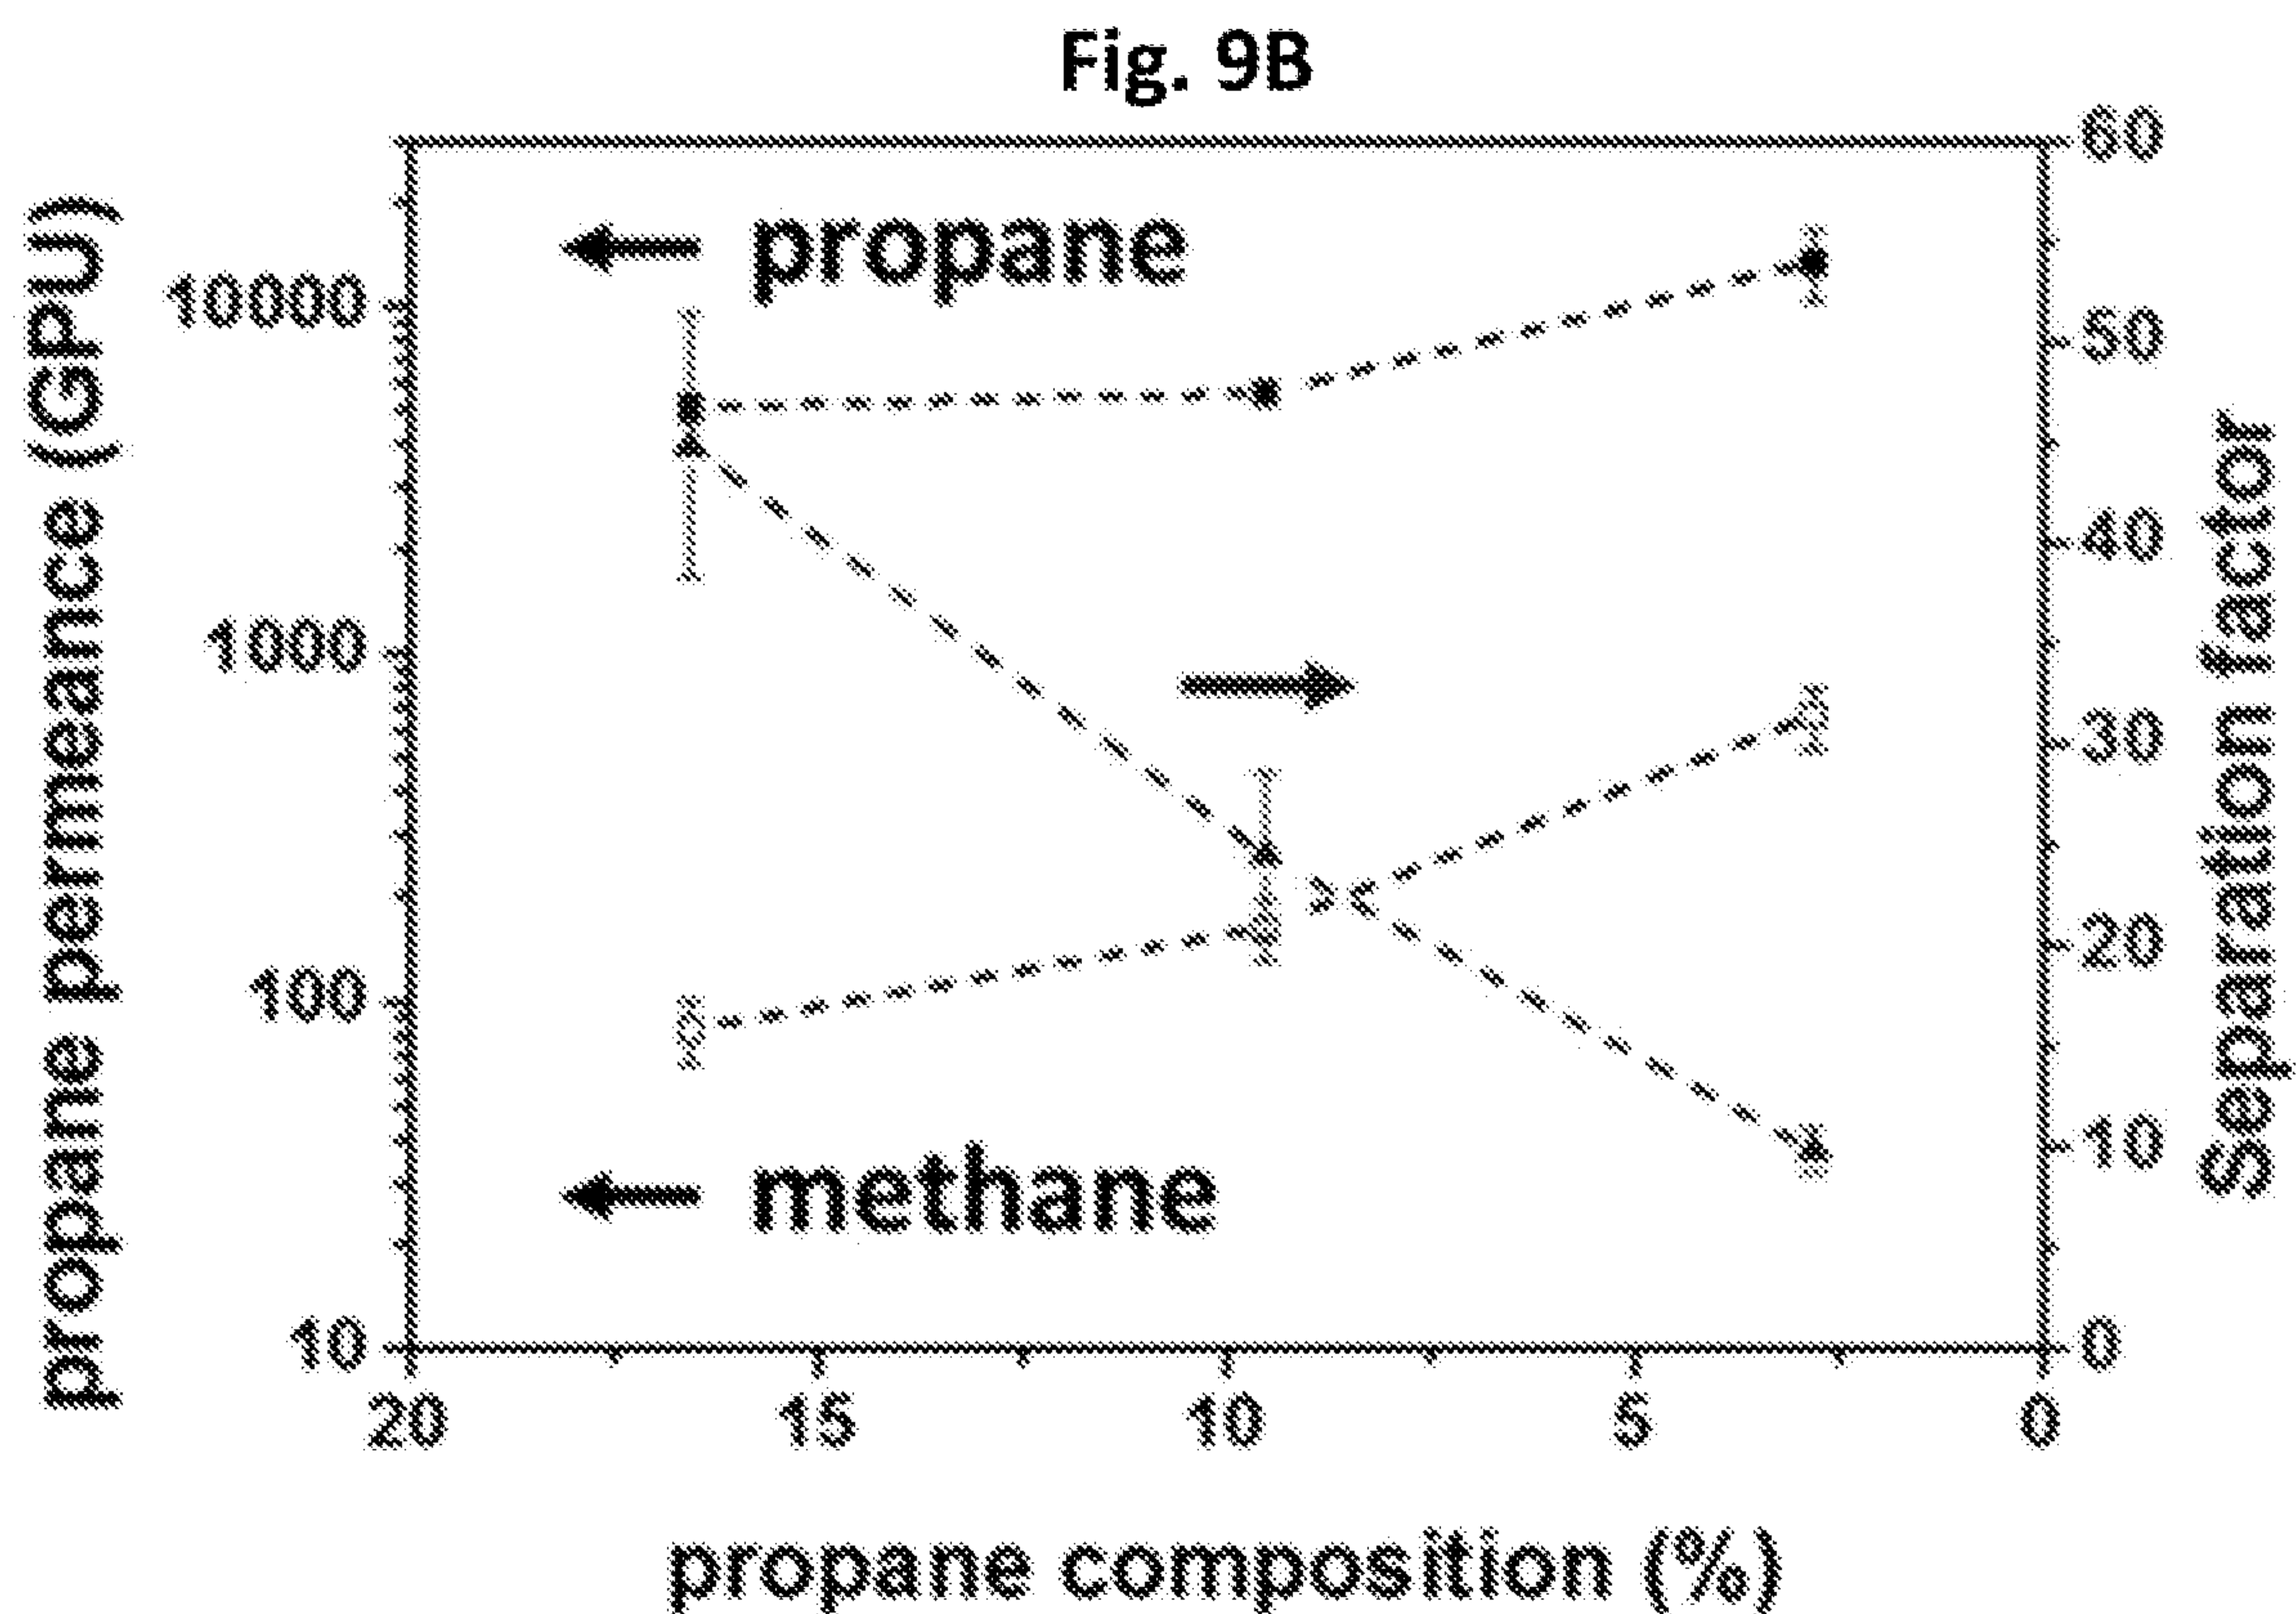 Fig. 9B
propane permeance (GPU)
10000
1000
100
10
propane
methane
60
50
40
30
20
10
0
Separation factor
20 15 10 5 0
propane composition (%)